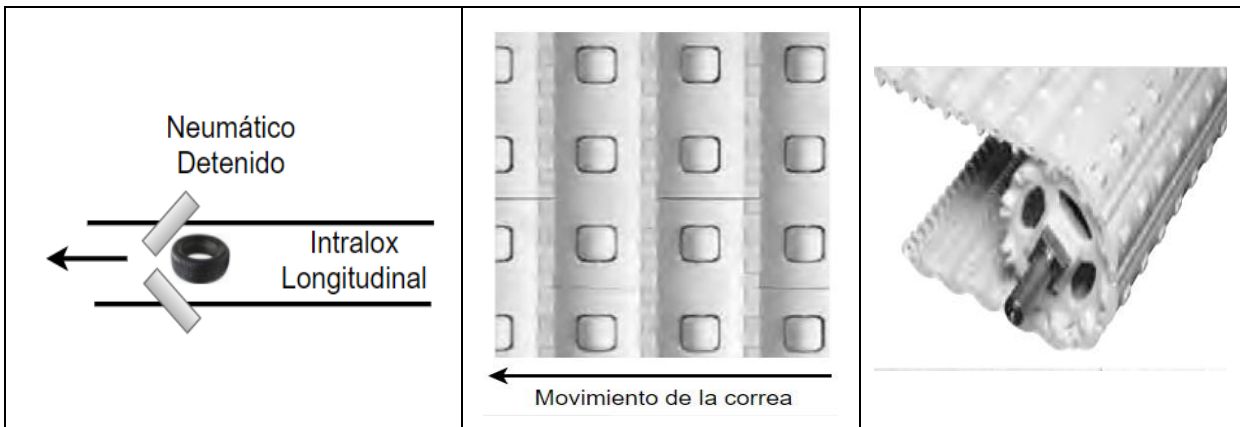 Neumático
Detenido
Intralox
Longitudinal
Movimiento de la correa